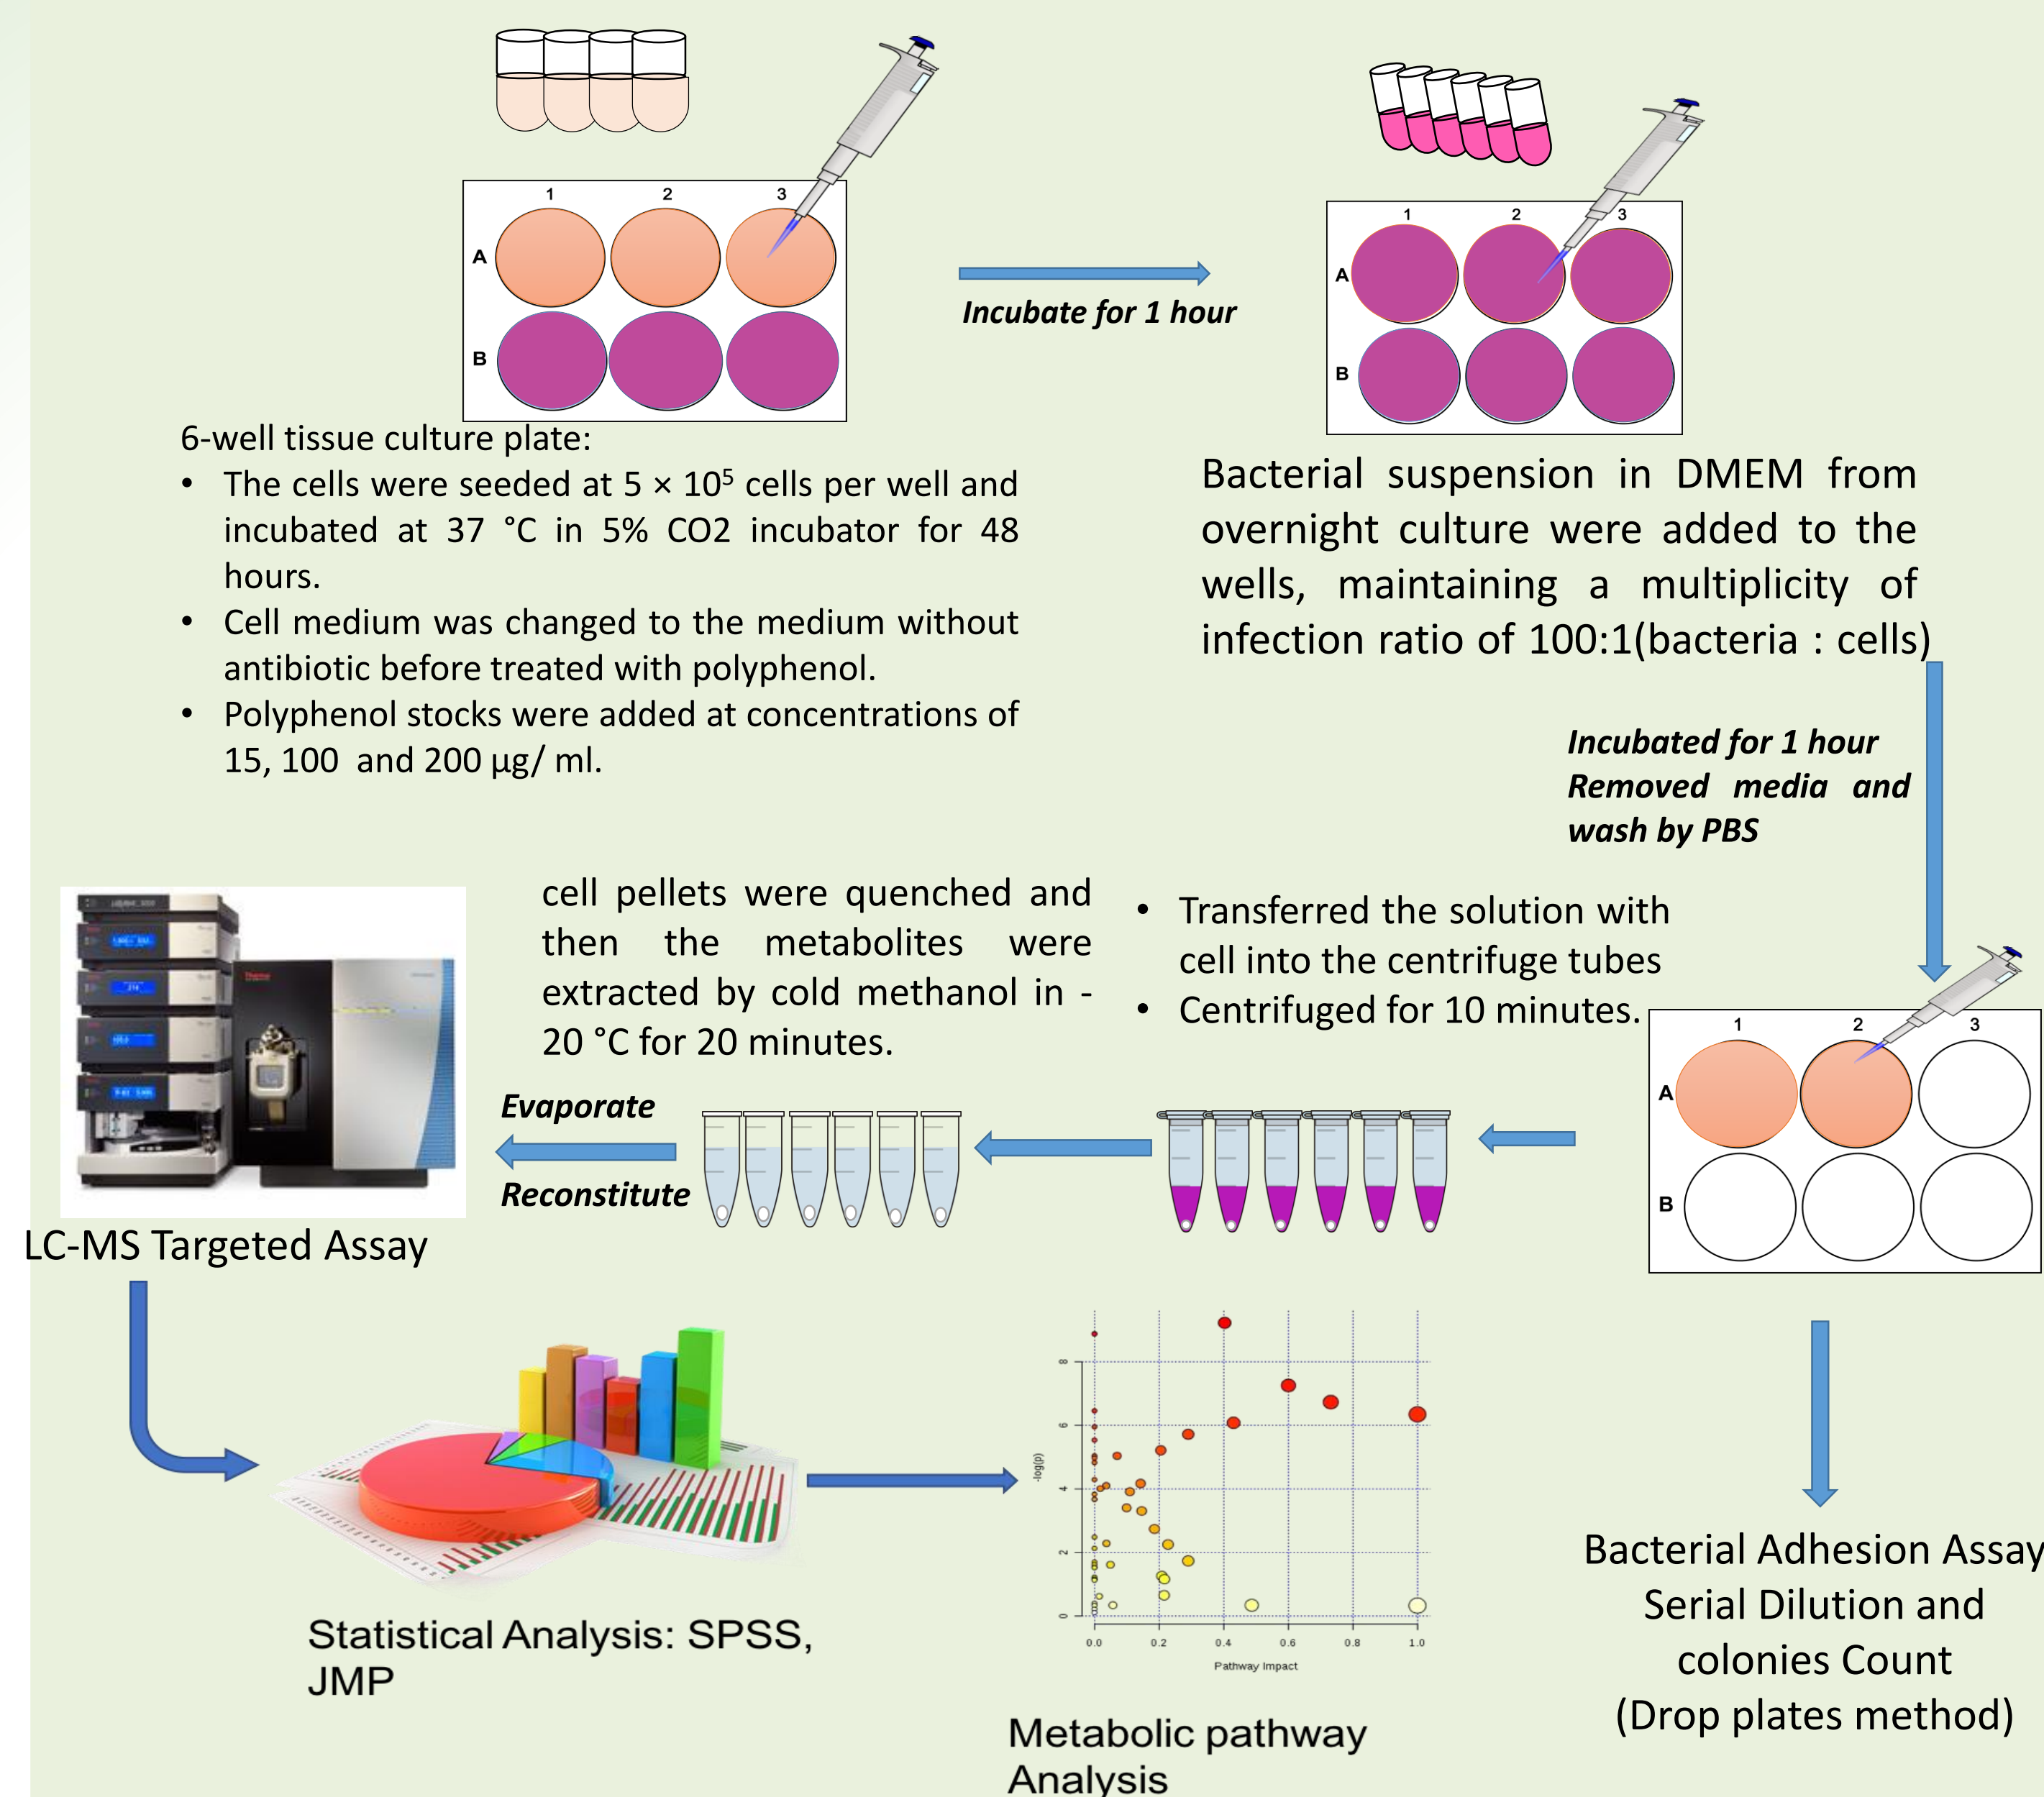 1 2 3
A
B
Incubate for 1 hour
1 2 3
A
B
6-well tissue culture plate:
• The cells were seeded at 5 × 10⁵ cells per well and
incubated at 37 °C in 5% CO2 incubator for 48
hours.
• Cell medium was changed to the medium without
antibiotic before treated with polyphenol.
• Polyphenol stocks were added at concentrations of
15, 100 and 200 µg/ ml.
Bacterial suspension in DMEM from
overnight culture were added to the
wells, maintaining a multiplicity of
infection ratio of 100:1(bacteria : cells)
Incubated for 1 hour
Removed media and
wash by PBS
• Transferred the solution with
cell into the centrifuge tubes
• Centrifuged for 10 minutes.
1 2 3
A
B
cell pellets were quenched and
then the metabolites were
extracted by cold methanol in -
20 °C for 20 minutes.
Evaporate
Reconstitute
LC-MS Targeted Assay
Statistical Analysis: SPSS,
JMP
-log(p)
8
6
4
2
0
0.0 0.2 0.4 0.6 0.8 1.0
Pathway Impact
Metabolic pathway
Analysis
Bacterial Adhesion Assay
Serial Dilution and
colonies Count
(Drop plates method)